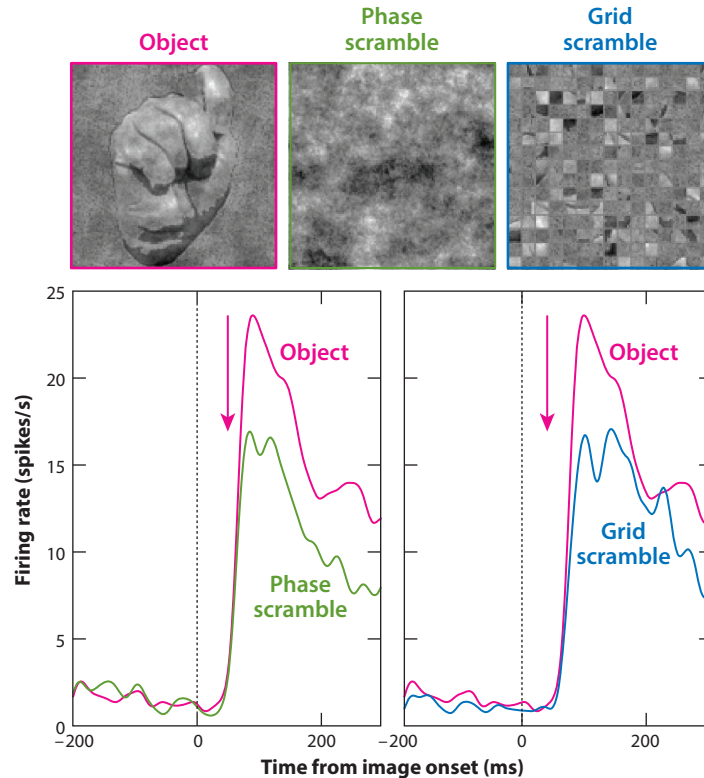 Object
Phase
scramble
Grid
scramble
25
20
15
10
5
0
Firing rate (spikes/s)
Object
Phase
scramble
−200
0
200
Object
Grid
scramble
−200
0
200
Time from image onset (ms)